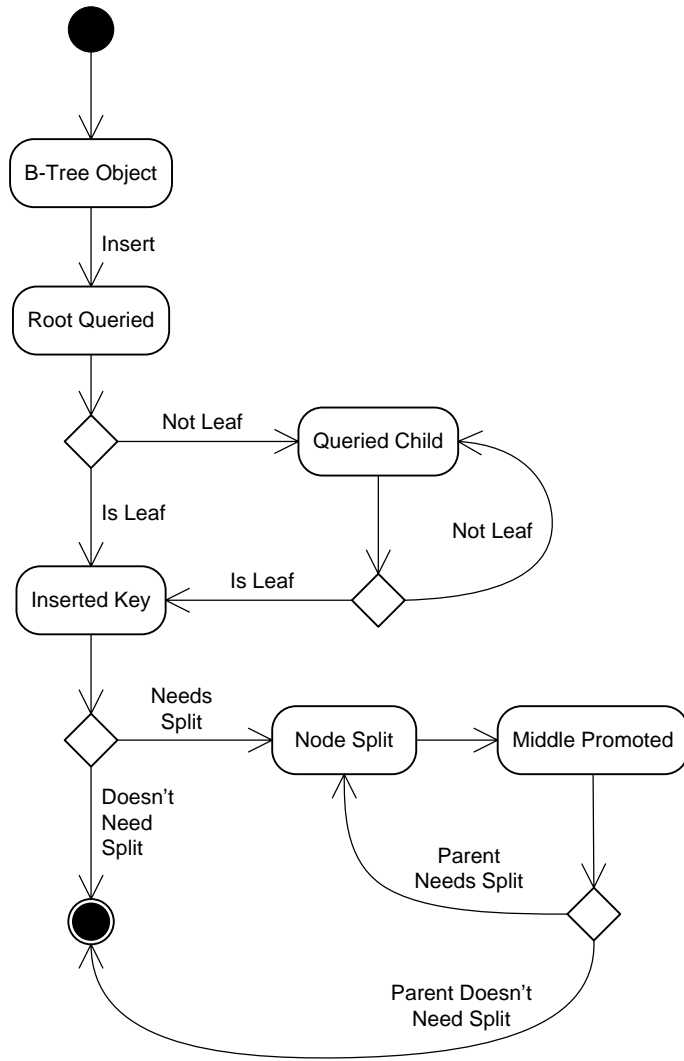 B-Tree Object
Insert
Root Queried
Not Leaf
Queried Child
Is Leaf
Not Leaf
Is Leaf
Inserted Key
Needs
Split
Node Split
Middle Promoted
Doesn't
Need
Split
Parent
Needs Split
Parent Doesn't
Need Split